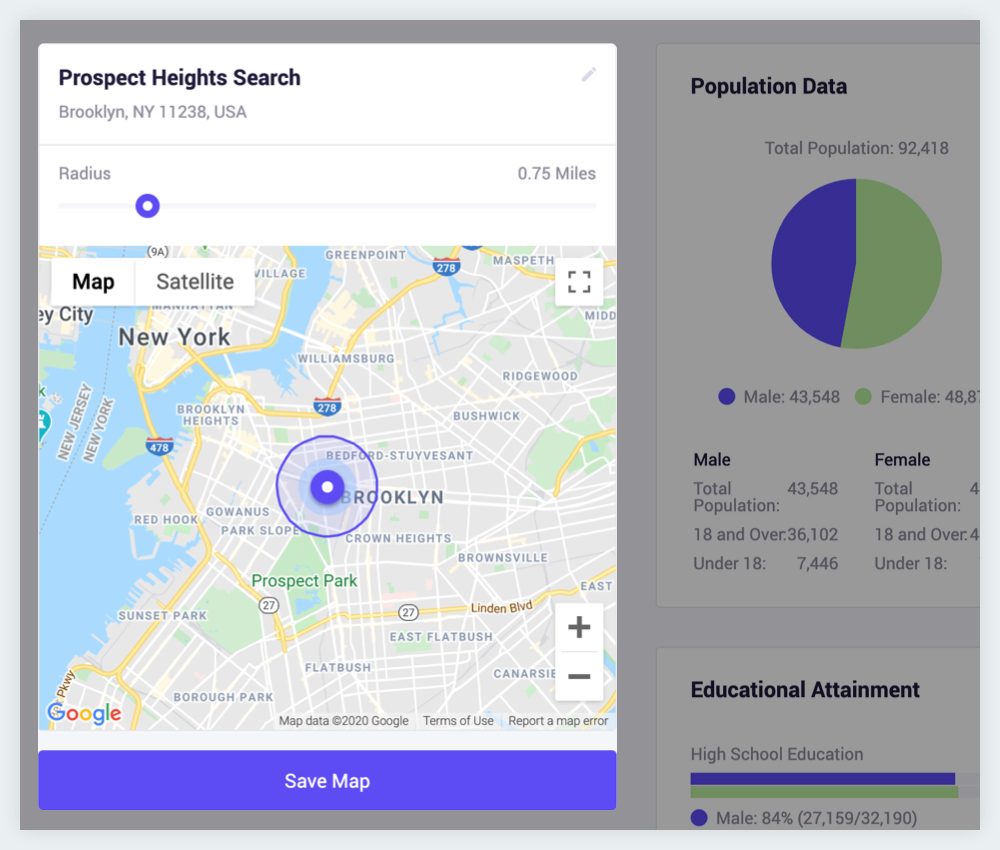 Prospect Heights Search
Brooklyn, NY 11238, USA
Radius
0.75 Miles
(9A)
GREENPOINT
278
MASPETH
Map
Satellite
VILLAGE
MANHATTAN
ey City
MIDD
New York
WILLIAMSBURG
RIDGEWOOD
NEW JERSEY
NEW YORK
BROOKLYN
HEIGHTS
278
BUSHWICK
478
BEDFORD-STUYVESANT
BROOKLYN
RED HOOK
GOWANUS
PARK SLOPE
CROWN HEIGHTS
BROWNSVILLE
Prospect Park
EAST
27
27
Linden Blvd
SUNSET PARK
EAST FLATBUSH
FLATBUSH
CANARSIE
Pkwy
BOROUGH PARK
Google
Map data ©2020 Google
Terms of Use
Report a map error
Save Map
Population Data
Total Population: 92,418
Male: 43,548
Female: 48,8
Male
Female
Total
Population:
43,548
Total
Population:
4
18 and Over:36,102
18 and Over:4
Under 18:
7,446
Under 18:
Educational Attainment
High School Education
Male: 84% (27,159/32,190)